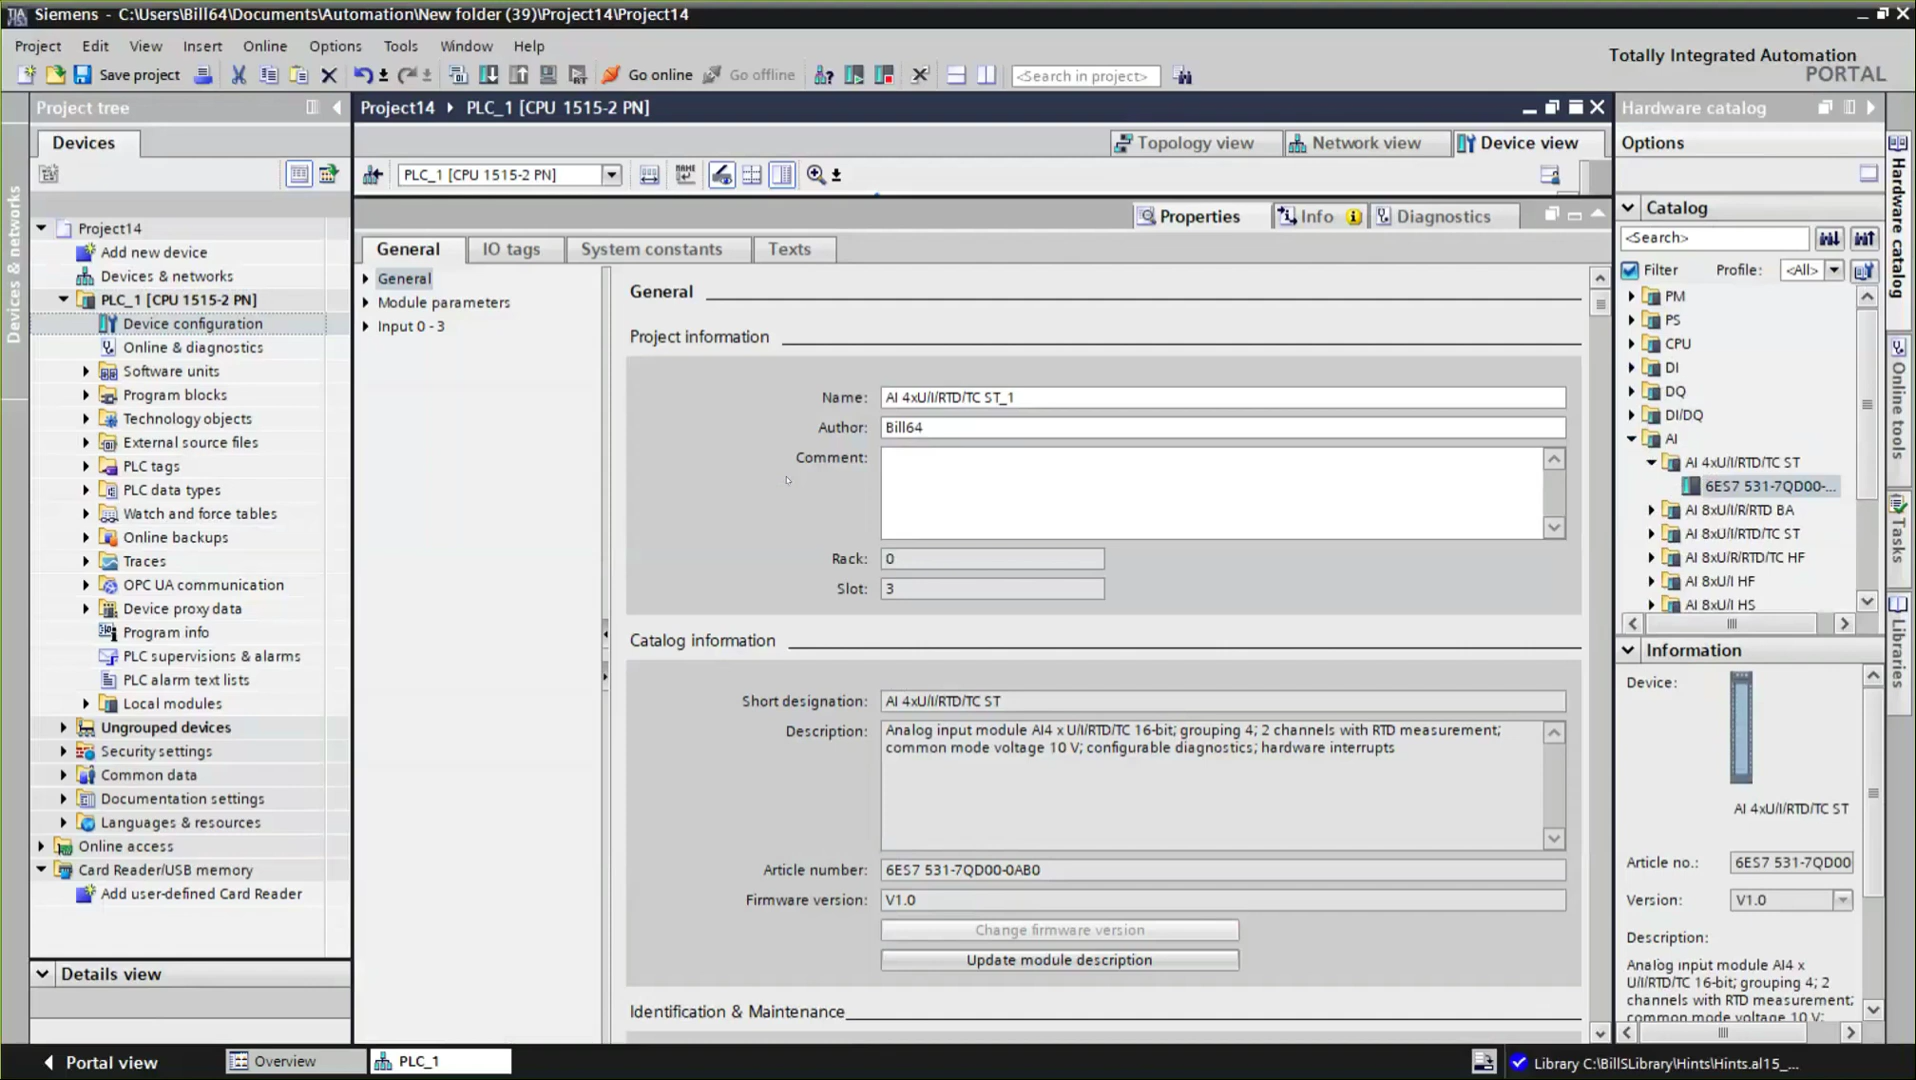 Siemens - C:\Users\Bill64\Documents\Automation\New folder (39)\Project14\Project14
Project Edit View Insert Online Options Tools Window Help
Totally Integrated Automation
PORTAL
Save project
Go online
Go offline
<Search in project>
Project tree
Project14 PLC_1 [CPU 1515-2 PN]
Hardware catalog
Devices
Topology view
Network view
Device view
Options
PLC_1 [CPU 1515-2 PN]
Properties
Info
Diagnostics
General
IO tags
System constants
Texts
Devices & networks
Project14
Add new device
Devices & networks
PLC_1 [CPU 1515-2 PN]
Device configuration
Online & diagnostics
Software units
Program blocks
Technology objects
External source files
PLC tags
PLC data types
Watch and force tables
Online backups
Traces
OPC UA communication
Device proxy data
Program info
PLC supervisions & alarms
PLC alarm text lists
Local modules
Ungrouped devices
Security settings
Common data
Documentation settings
Languages & resources
Online access
Card Reader/USB memory
Add user-defined Card Reader
Details view
General
Module parameters
Input 0 - 3
General
Project information
Name: AI 4xU/I/RTD/TC ST_1
Author: Bill64
Comment:
Rack: 0
Slot: 3
Catalog information
Short designation: AI 4xU/I/RTD/TC ST
Description: Analog input module AI4 x U/I/RTD/TC 16-bit; grouping 4; 2 channels with RTD measurement;
common mode voltage 10 V; configurable diagnostics; hardware interrupts
Article number: 6ES7 531-7QD00-0AB0
Firmware version: V1.0
Change firmware version
Update module description
Identification & Maintenance
Catalog
<Search>
Filter Profile: <All>
PM
PS
CPU
DI
DQ
DI/DQ
AI
AI 4xU/I/RTD/TC ST
6ES7 531-7QD00-...
AI 8xU/I/R/RTD BA
AI 8xU/I/RTD/TC ST
AI 8xU/R/RTD/TC HF
AI 8xU/I HF
AI 8xU/I HS
Information
Device:
AI 4xU/I/RTD/TC ST
Article no.: 6ES7 531-7QD00
Version: V1.0
Description:
Analog input module AI4 x
U/I/RTD/TC 16-bit; grouping 4; 2
channels with RTD measurement;
common mode voltage 10 V;
Hardware catalog
Online tools
Tasks
Libraries
Portal view
Overview
PLC_1
Library C:\BillSLibrary\Hints\Hints.al15_...